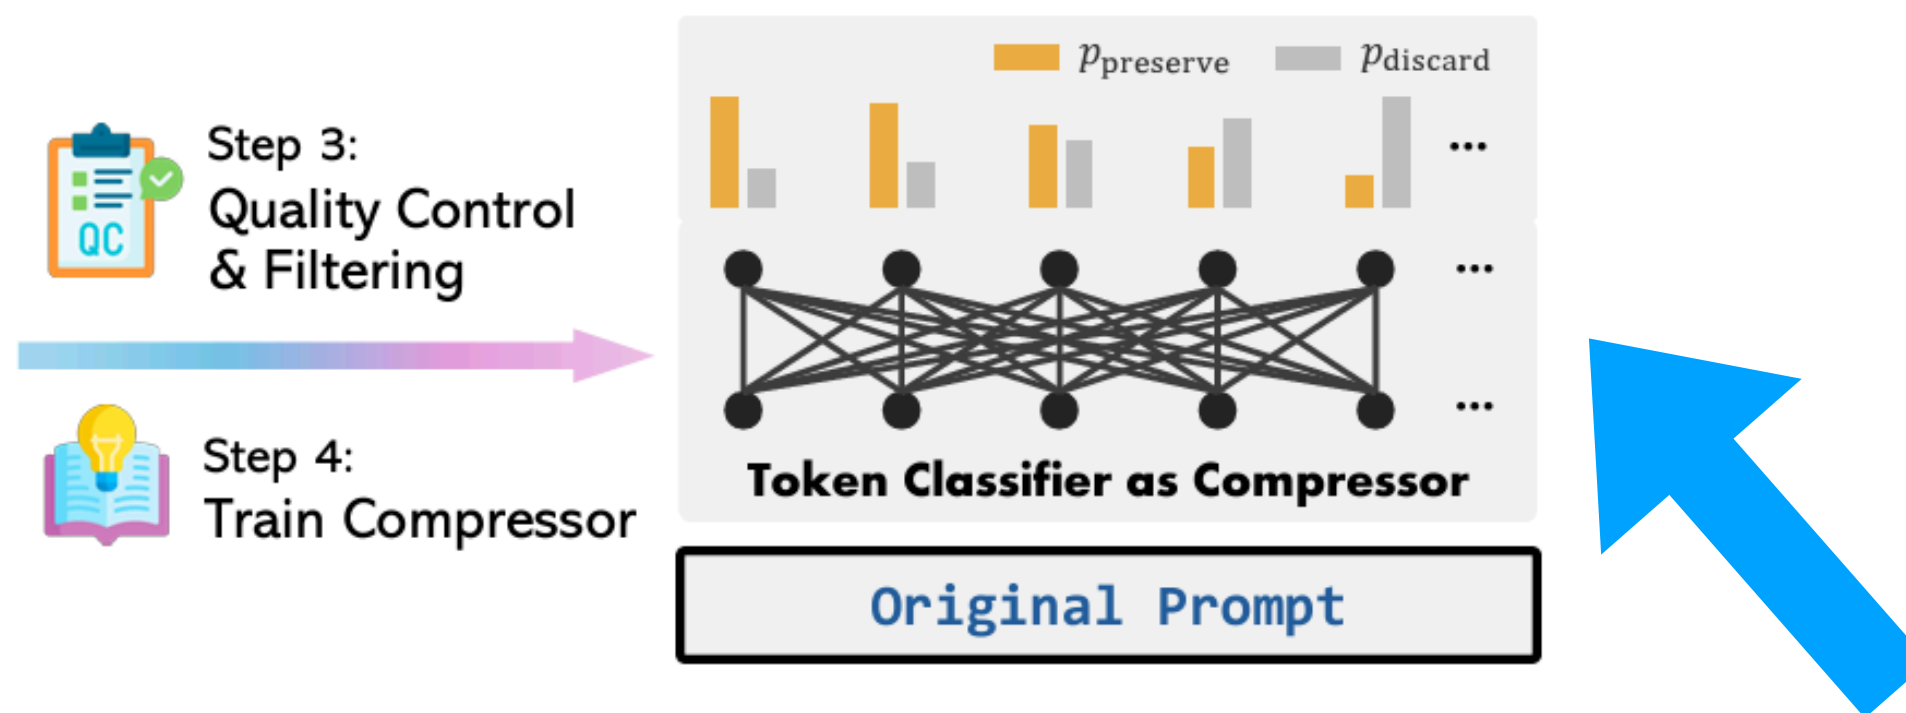 Step 3:
Quality Control
& Filtering
QC
Step 4:
Train Compressor
p_preserve p_discard
...
...
...
Token Classifier as Compressor
Original Prompt